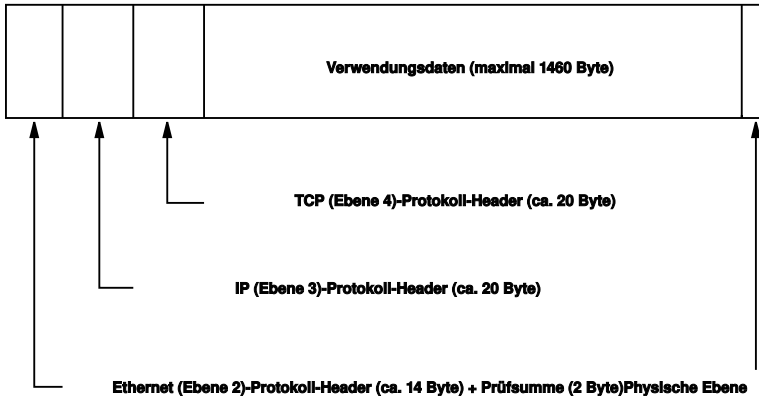 Verwendungsdaten (maximal 1460 Byte)
TCP (Ebene 4)-Protokoll-Header (ca. 20 Byte)
IP (Ebene 3)-Protokoll-Header (ca. 20 Byte)
Ethernet (Ebene 2)-Protokoll-Header (ca. 14 Byte) + Prüfsumme (2 Byte)Physische Ebene